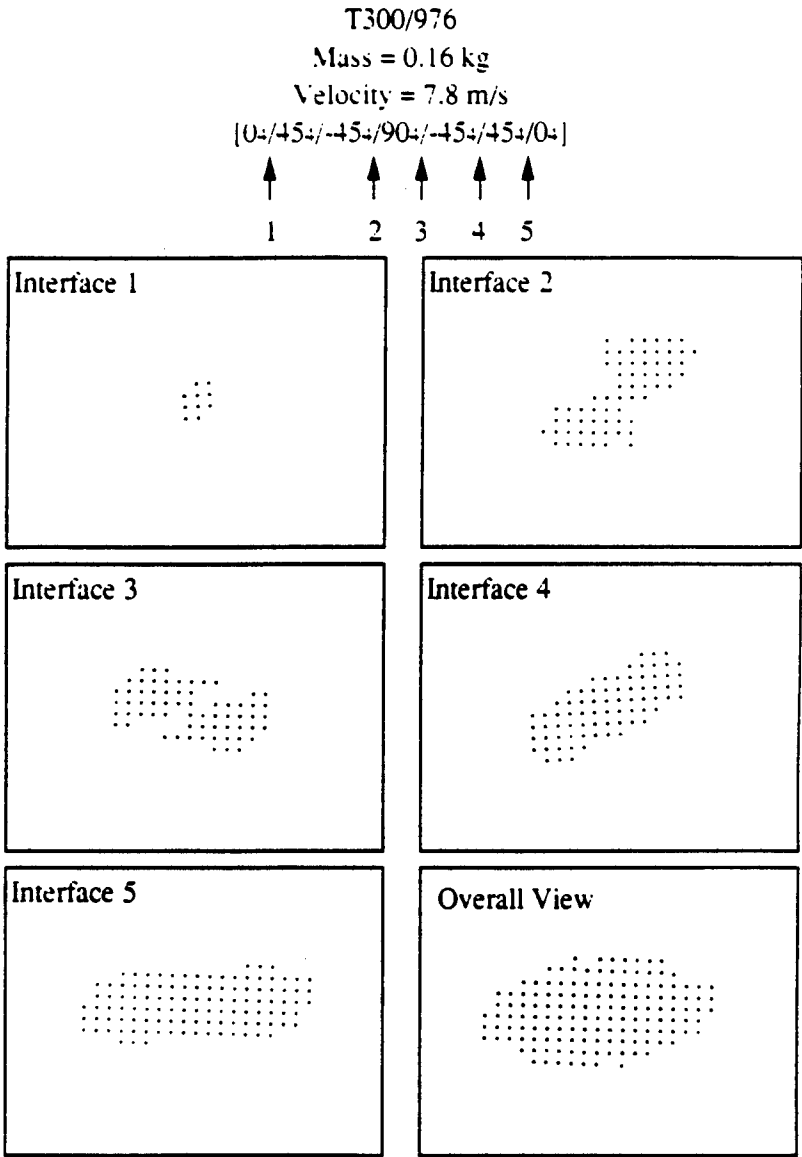 T300/976
Mass = 0.16 kg
Velocity = 7.8 m/s
[0₄/45₄/-45₄/90₄/-45₄/45₄/0₄]
1 2 3 4 5
Interface 1
Interface 2
Interface 3
Interface 4
Interface 5
Overall View